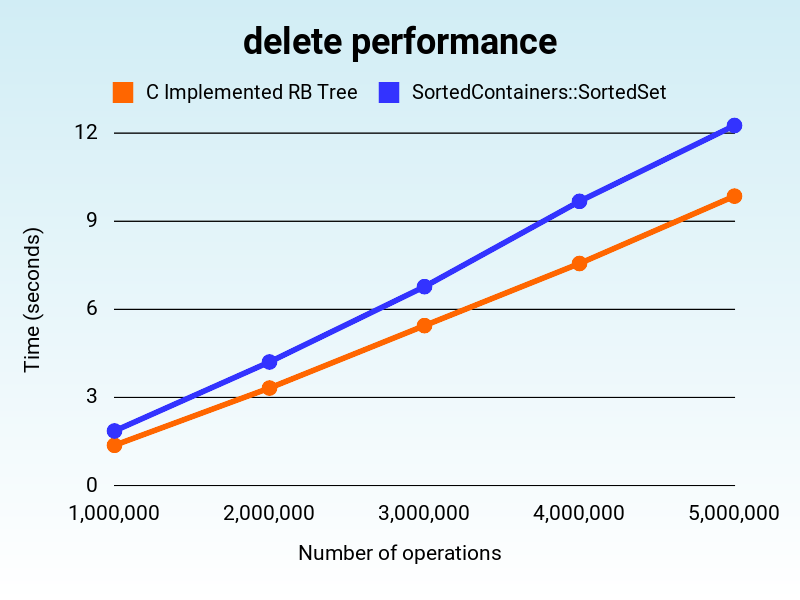 delete performance
C Implemented RB Tree SortedContainers::SortedSet
12
9
6
3
0
Time (seconds)
1,000,000 2,000,000 3,000,000 4,000,000 5,000,000
Number of operations